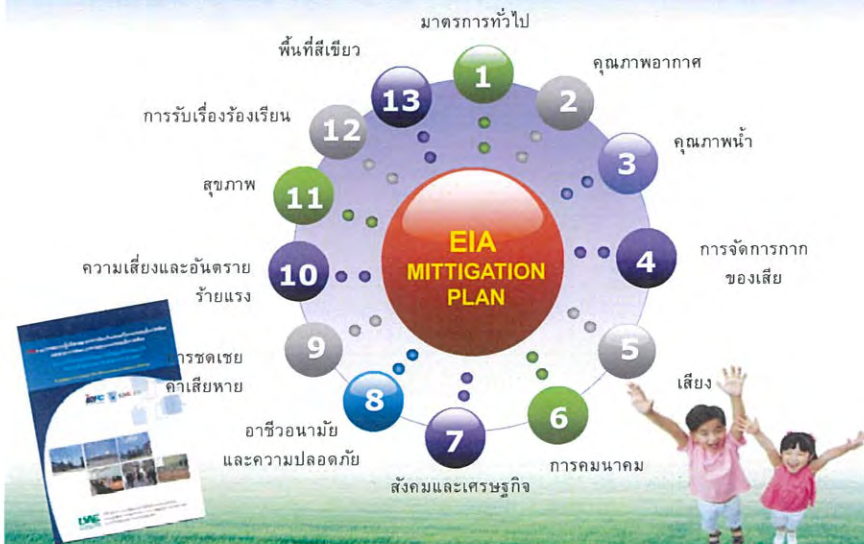 มาตรการทั่วไป
1
คุณภาพอากาศ
2
คุณภาพน้ำ
3
การจัดการกาก
ของเสีย
4
เสียง
5
การคมนาคม
6
สังคมและเศรษฐกิจ
7
อาชีวอนามัย
และความปลอดภัย
8
การชดเชย
ค่าเสียหาย
9
ความเสี่ยงและอันตราย
ร้ายแรง
10
สุขภาพ
11
การรับเรื่องร้องเรียน
12
พื้นที่สีเขียว
13
EIA
MITTIGATION
PLAN